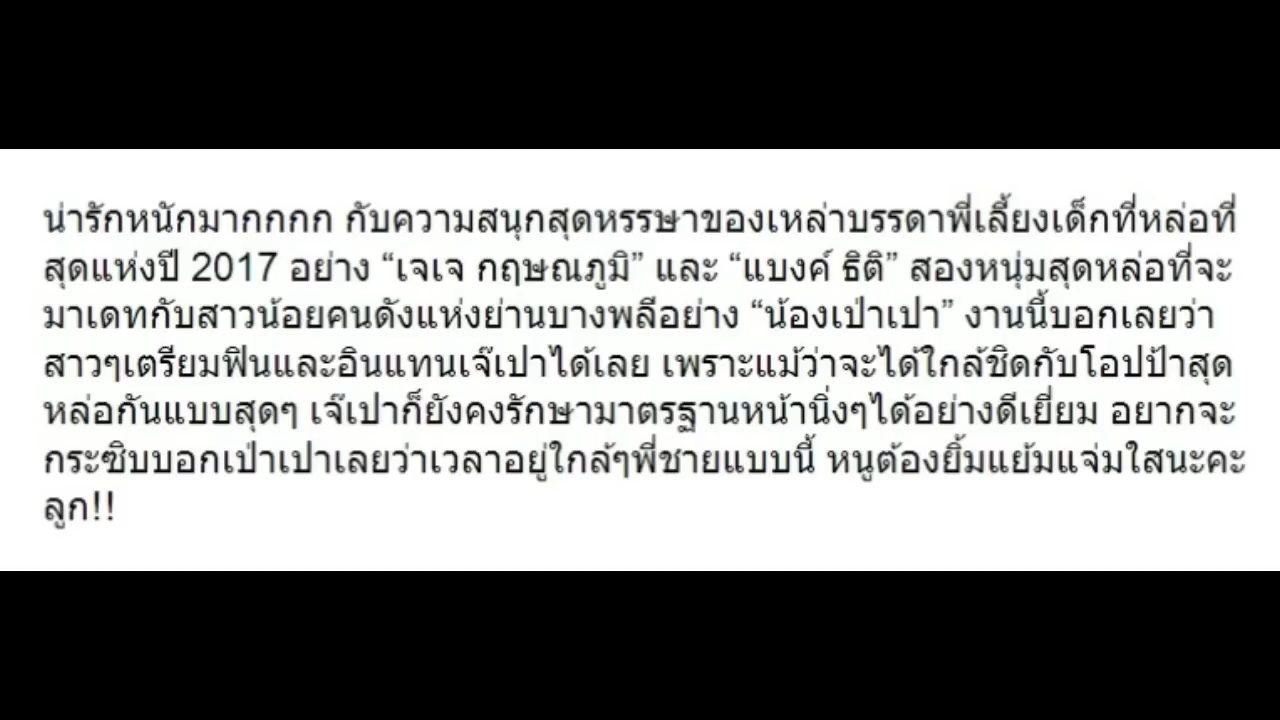 น่ารักหนักมากกกก กับความสนุกสุดหรรษาของเหล่าบรรดาพี่เลี้ยงเด็กที่หล่อที่
สุดแห่งปี 2017 อย่าง “เจเจ กฤษณภูมิ” และ “แบงค์ ธิติ” สองหนุ่มสุดหล่อที่จะ
มาเดทกับสาวน้อยคนดังแห่งย่านบางพลีอย่าง “น้องเป่าเปา” งานนี้บอกเลยว่า
สาวๆเตรียมฟินและอินแทนเจ๊เปาได้เลย เพราะแม้ว่าจะได้ใกล้ชิดกับโอปป้าสุด
หล่อกันแบบสุดๆ เจ๊เปาก็ยังคงรักษามาตรฐานหน้านิ่งๆได้อย่างดีเยี่ยม อยากจะ
กระซิบบอกเป่าเปาเลยว่าเวลาอยู่ใกล้ๆพี่ชายแบบนี้ หนูต้องยิ้มแย้มแจ่มใสนะคะ
ลูก!!